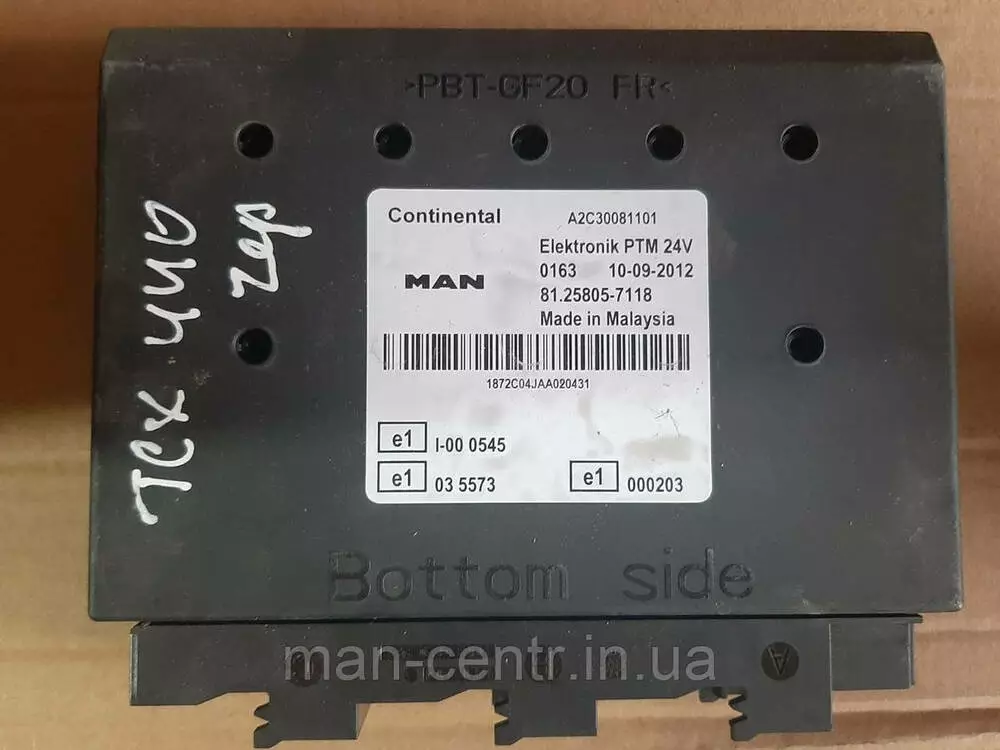 >PBT-GF20 FR<
Continental A2C30081101
Elektronik PTM 24V
MAN
0163 10-09-2012
81.25805-7118
Made in Malaysia
1872C04JAA020431
e1 I-00 0545
e1 03 5573
e1 000203
Bottom side
man-centr.in.ua
A